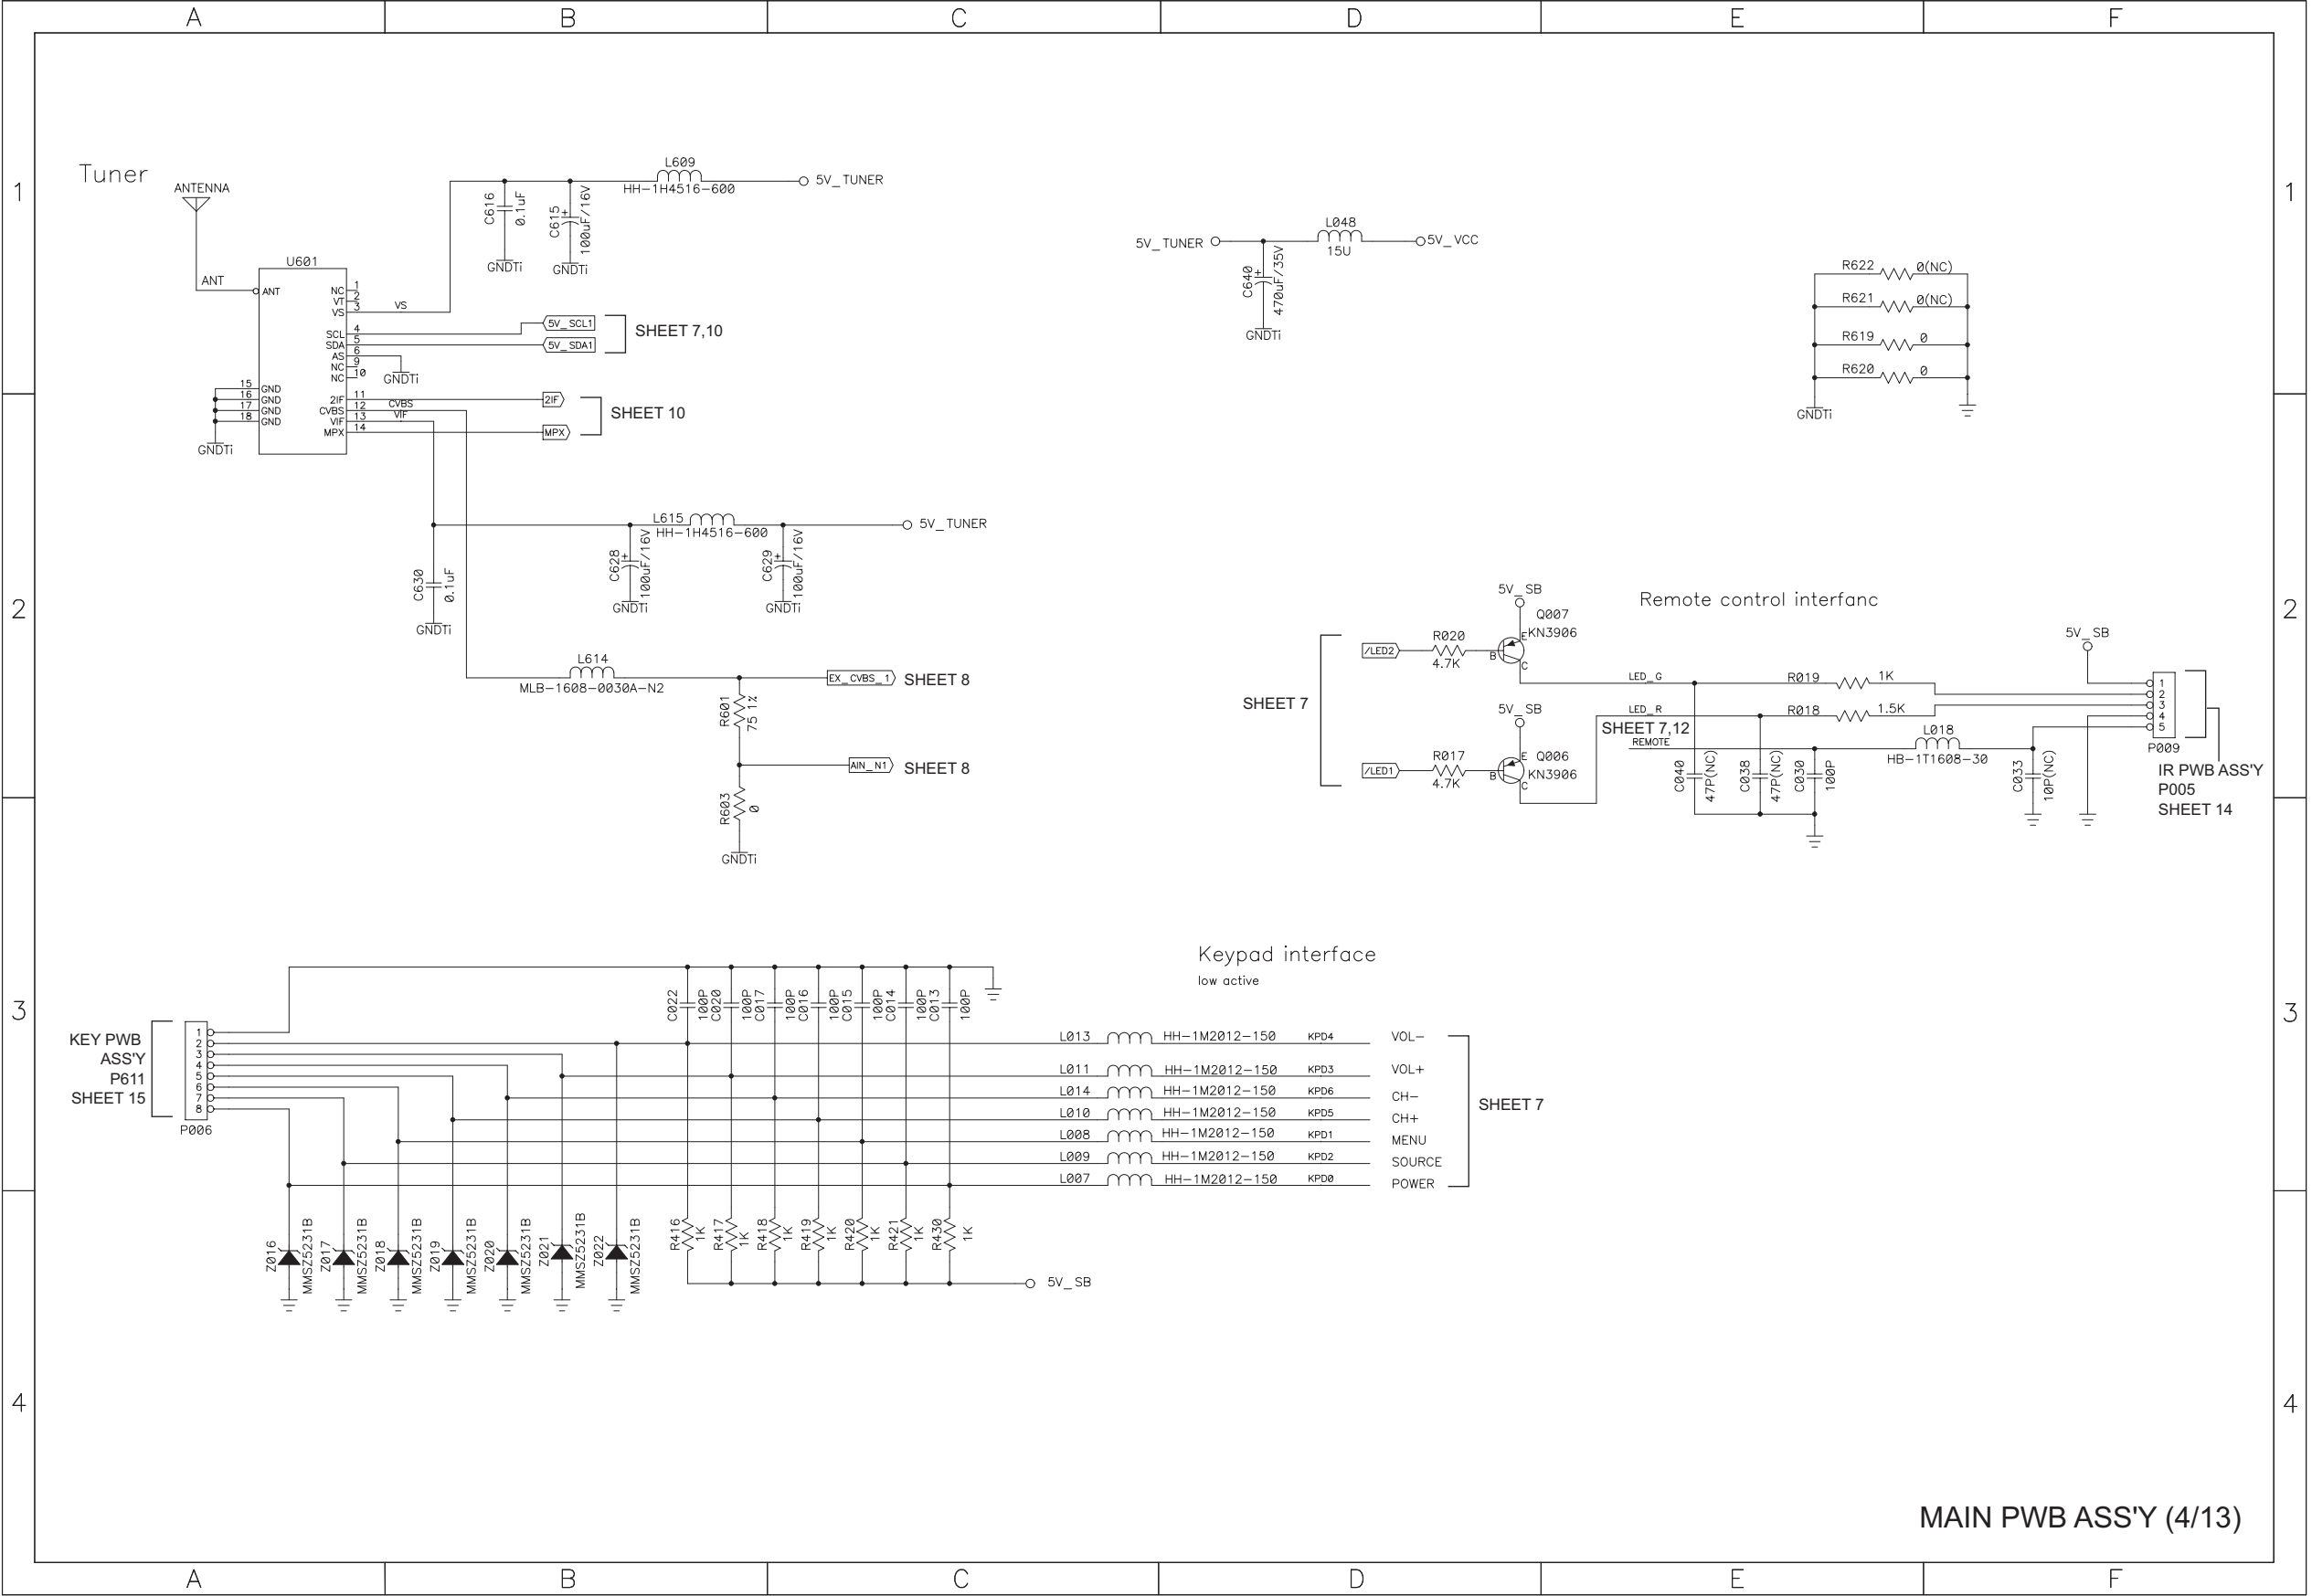 A B C D E F
1
1
Tuner
ANTENNA
ANT
U601
ANT
NC 1
VT 2
VS 3
SCL 4
SDA 5
AS 6
NC 9
NC 10
2IF 11
CVBS 12
VIF 13
MPX 14
15 GND
16 GND
17 GND
18 GND
GNDTi
VS
GNDTi
CVBS
VIF
C616
0.1uF
GNDTi
C615
100uF/16V
GNDTi
L609
HH-1H4516-600
5V_TUNER
5V_SCL1
5V_SDA1
SHEET 7,10
2IF
MPX
SHEET 10
5V_TUNER
L048
15U
5V_VCC
C640
470uF/35V
GNDTi
R622 0(NC)
R621 0(NC)
R619 0
R620 0
GNDTi
2
2
C630
0.1uF
GNDTi
C628
100uF/16V
GNDTi
L615
HH-1H4516-600
C629
100uF/16V
GNDTi
5V_TUNER
L614
MLB-1608-0030A-N2
EX_CVBS_1
SHEET 8
R601
75 1%
AIN_N1
SHEET 8
R603
0
GNDTi
SHEET 7
/LED2
R020
4.7K
5V_SB
Q007
KN3906
B
E
C
/LED1
R017
4.7K
5V_SB
Q006
KN3906
B
E
C
Remote control interfanc
LED_G
R019 1K
LED_R
R018 1.5K
SHEET 7,12
REMOTE
L018
HB-1T1608-30
C040
47P(NC)
C038
47P(NC)
C030
100P
C033
10P(NC)
5V_SB
1
2
3
4
5
P009
IR PWB ASS'Y
P005
SHEET 14
3
3
Keypad interface
low active
KEY PWB
ASS'Y
P611
SHEET 15
1
2
3
4
5
6
7
8
P006
C022
100P
C020
100P
C017
100P
C016
100P
C015
100P
C014
100P
C013
100P
L013 HH-1M2012-150 KPD4 VOL-
L011 HH-1M2012-150 KPD3 VOL+
L014 HH-1M2012-150 KPD6 CH-
L010 HH-1M2012-150 KPD5 CH+
L008 HH-1M2012-150 KPD1 MENU
L009 HH-1M2012-150 KPD2 SOURCE
L007 HH-1M2012-150 KPD0 POWER
SHEET 7
Z016
MMSZ5231B
Z017
MMSZ5231B
Z018
MMSZ5231B
Z019
MMSZ5231B
Z020
MMSZ5231B
Z021
MMSZ5231B
Z022
MMSZ5231B
R416
1K
R417
1K
R418
1K
R419
1K
R420
1K
R421
1K
R430
1K
5V_SB
4
4
MAIN PWB ASS'Y (4/13)
A B C D E F